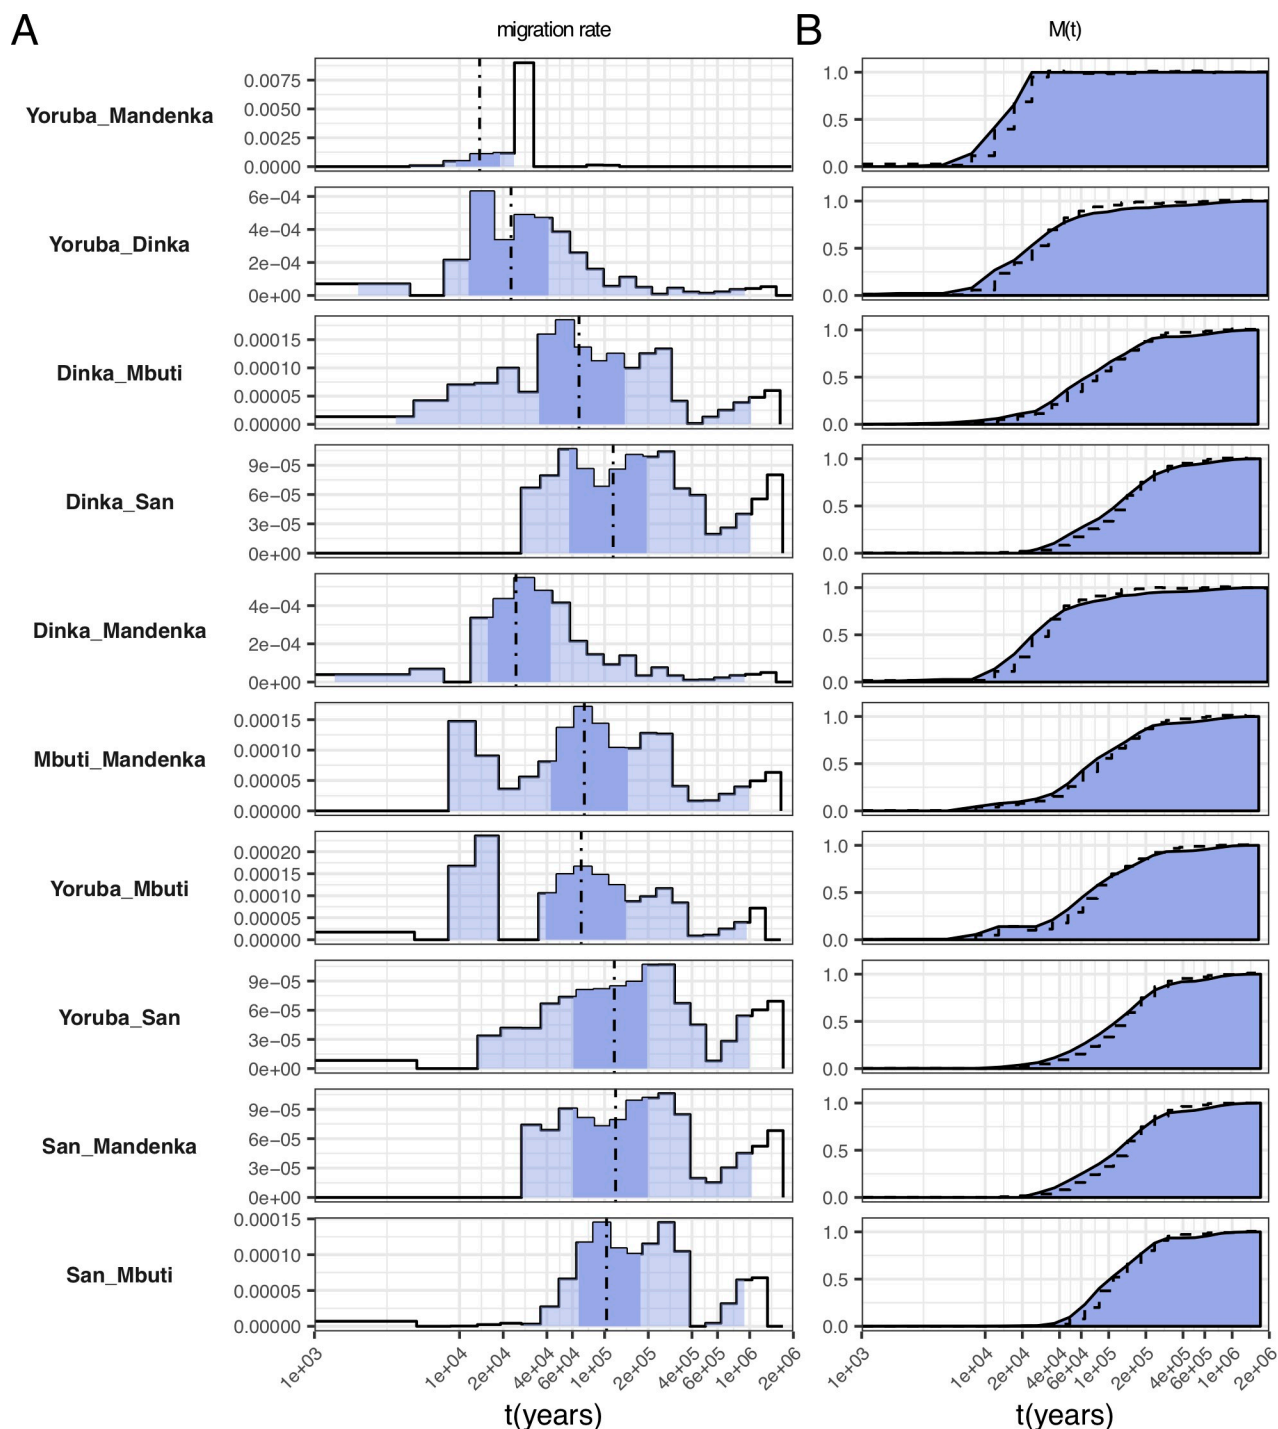 A
migration rate
B
M(t)
Yoruba_Mandenka
0.0075
0.0050
0.0025
0.0000
1.0
0.5
0.0
Yoruba_Dinka
6e−04
4e−04
2e−04
0e+00
1.0
0.5
0.0
Dinka_Mbuti
0.00015
0.00010
0.00005
0.00000
1.0
0.5
0.0
Dinka_San
9e−05
6e−05
3e−05
0e+00
1.0
0.5
0.0
Dinka_Mandenka
4e−04
2e−04
0e+00
1.0
0.5
0.0
Mbuti_Mandenka
0.00015
0.00010
0.00005
0.00000
1.0
0.5
0.0
Yoruba_Mbuti
0.00020
0.00015
0.00010
0.00005
0.00000
1.0
0.5
0.0
Yoruba_San
9e−05
6e−05
3e−05
0e+00
1.0
0.5
0.0
San_Mandenka
9e−05
6e−05
3e−05
0e+00
1.0
0.5
0.0
San_Mbuti
0.00015
0.00010
0.00005
0.00000
1.0
0.5
0.0
1e+03 1e+04 2e+04 4e+04 6e+04 1e+05 2e+05 4e+05 6e+05 1e+06 2e+06
1e+03 1e+04 2e+04 4e+04 6e+04 1e+05 2e+05 4e+05 6e+05 1e+06 2e+06
t(years)
t(years)